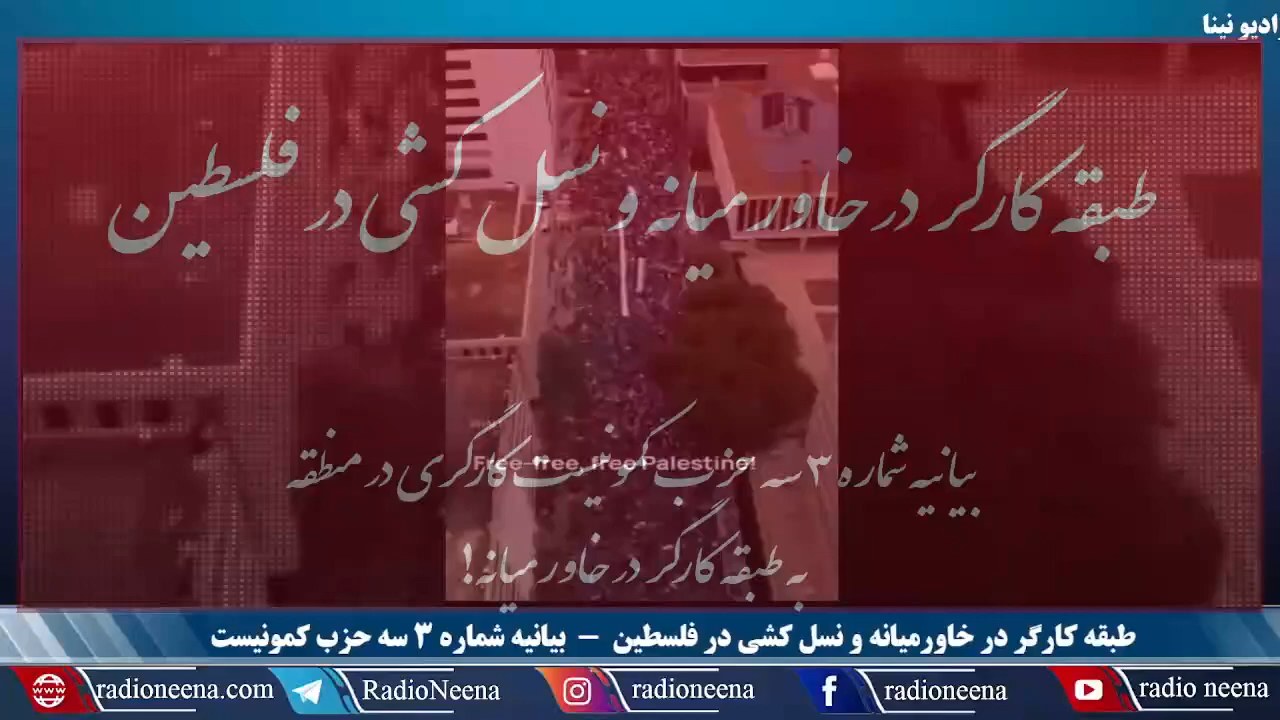 رادیو نینا
طبقه کارگر در خاورمیانه و نسل کشی در فلسطین
بیانیه شماره ۳ سه حزب کمونیست کارگری در منطقه
Free-free, free Palestine!
به طبقه کارگر در خاورمیانه!
طبقه کارگر در خاورمیانه و نسل کشی در فلسطین – بیانیه شماره ۳ سه حزب کمونیست
radioneena.com RadioNeena radioneena radioneena radio neena